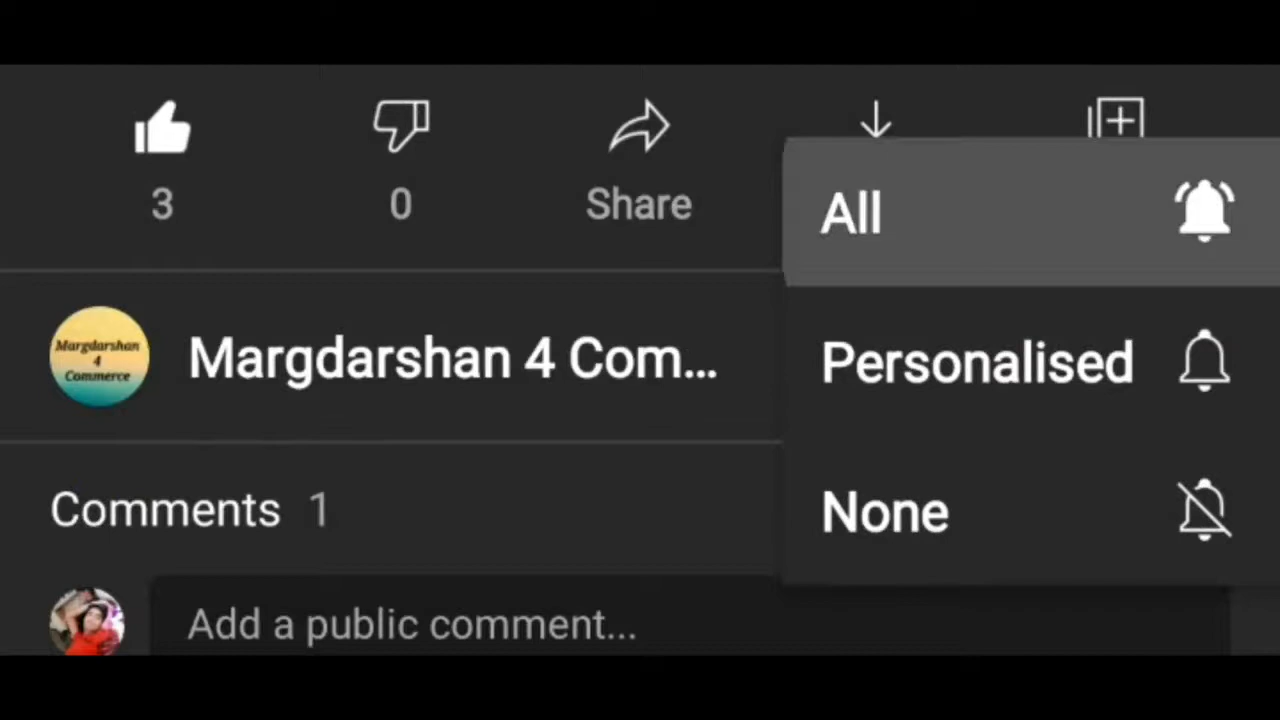 3
0
Share
All
Margdarshan
4
Commerce
Margdarshan 4 Com...
Personalised
Comments 1
None
Add a public comment...